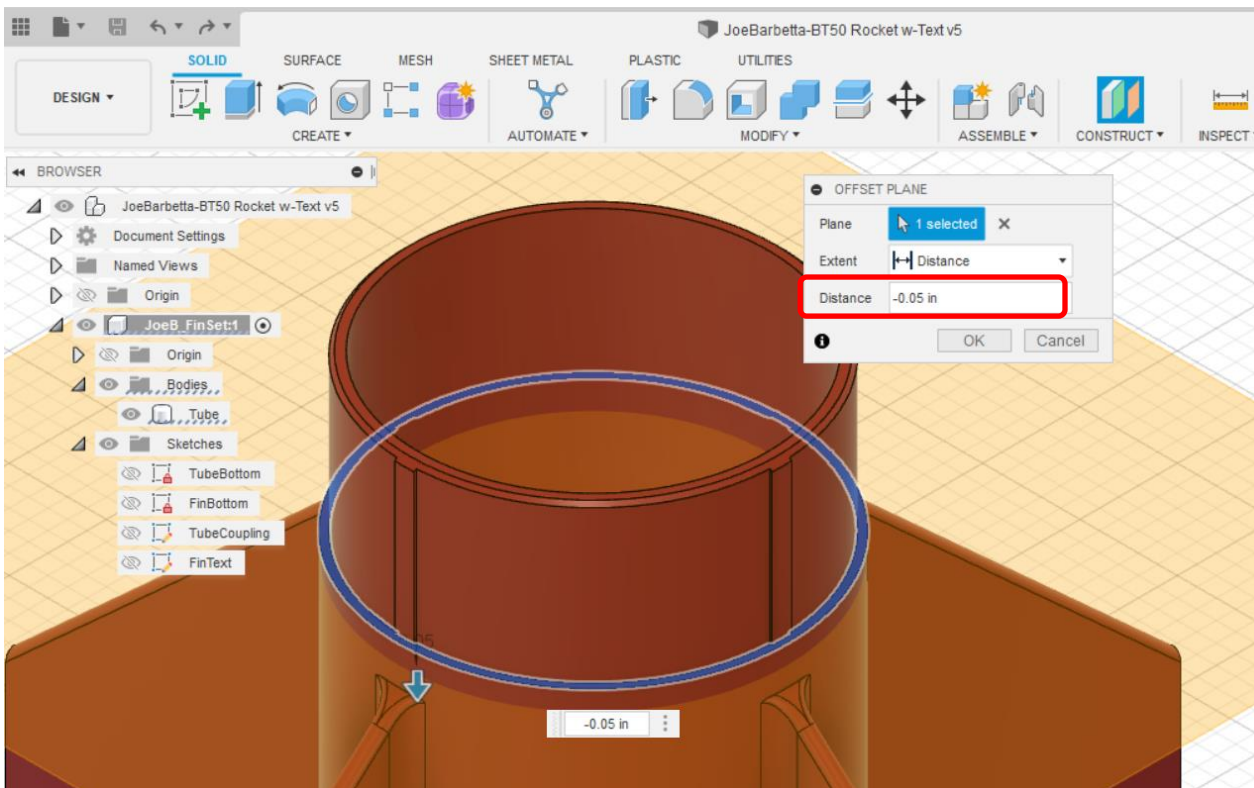 JoeBarbetta-BT50 Rocket w-Text v5
SOLID SURFACE MESH SHEET METAL PLASTIC UTILITIES
DESIGN
CREATE AUTOMATE MODIFY ASSEMBLE CONSTRUCT INSPECT
BROWSER
JoeBarbetta-BT50 Rocket w-Text v5
Document Settings
Named Views
Origin
JoeB_FinSet:1
Origin
Bodies
Tube
Sketches
TubeBottom
FinBottom
TubeCoupling
FinText
OFFSET PLANE
Plane 1 selected
Extent Distance
Distance -0.05 in
OK Cancel
-0.05 in